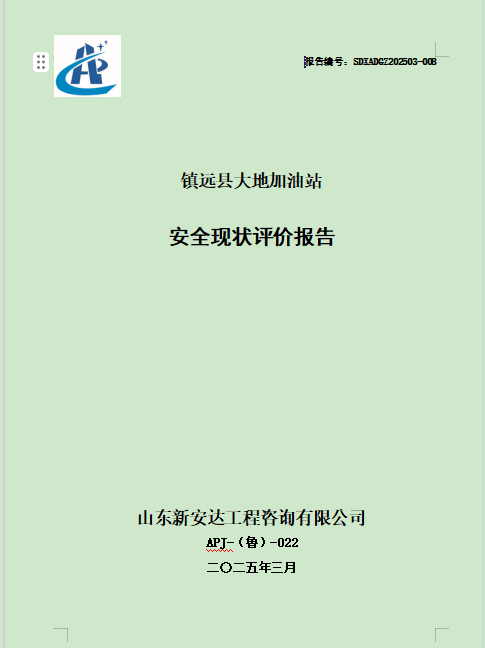 报告编号：SDXADGZ202503-008
镇远县大地加油站
安全现状评价报告
山东新安达工程咨询有限公司
APJ-（鲁）-022
二〇二五年三月